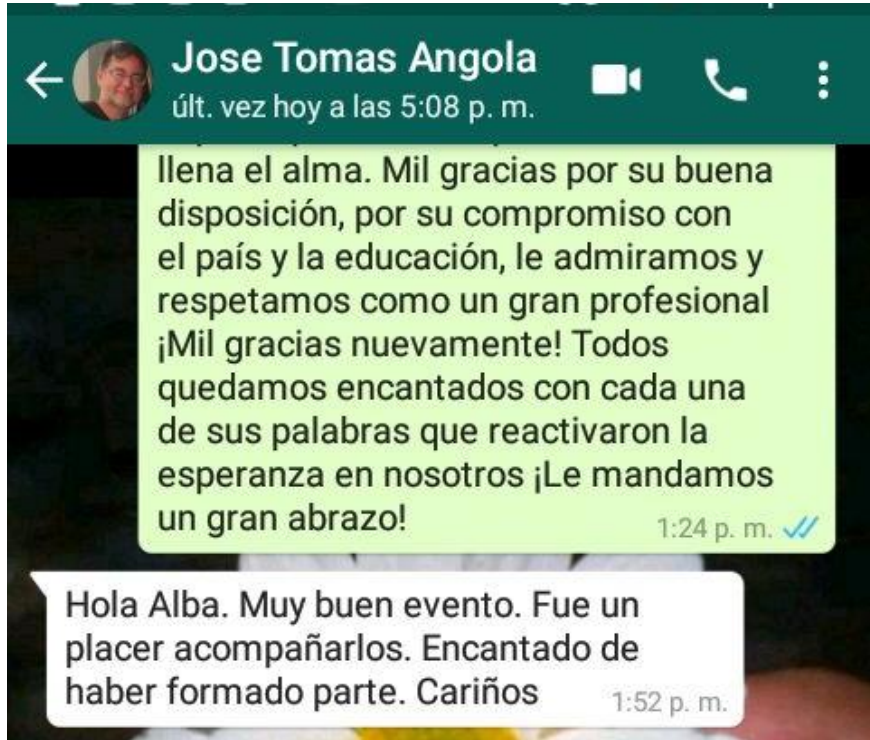 Jose Tomas Angola
últ. vez hoy a las 5:08 p. m.
llena el alma. Mil gracias por su buena
disposición, por su compromiso con
el país y la educación, le admiramos y
respetamos como un gran profesional
¡Mil gracias nuevamente! Todos
quedamos encantados con cada una
de sus palabras que reactivaron la
esperanza en nosotros ¡Le mandamos
un gran abrazo!
1:24 p. m.
Hola Alba. Muy buen evento. Fue un
placer acompañarlos. Encantado de
haber formado parte. Cariños
1:52 p. m.